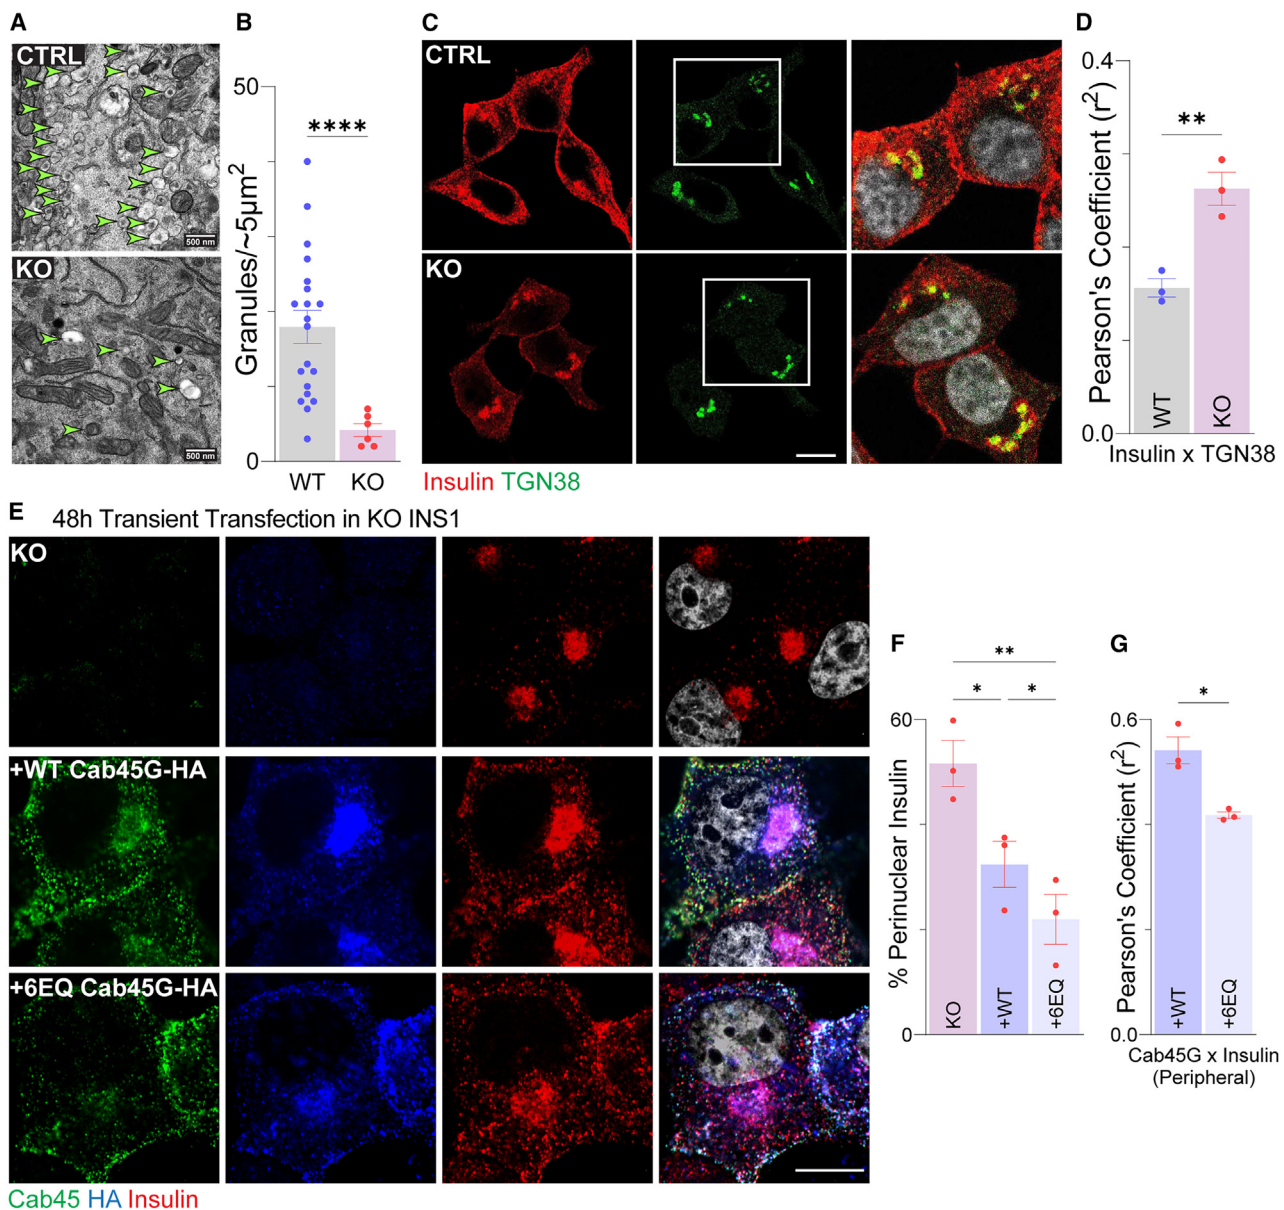 A
CTRL
500 nm
KO
500 nm
B
50
****
Granules/~5µm²
0
WT KO
C
CTRL
KO
Insulin TGN38
D
0.4
**
Pearson's Coefficient (r²)
WT
KO
0.0
Insulin x TGN38
E
48h Transient Transfection in KO INS1
KO
+WT Cab45G-HA
+6EQ Cab45G-HA
Cab45 HA Insulin
F
**
* *
60
% Perinuclear Insulin
KO
+WT
+6EQ
0
G
*
0.6
Pearson's Coefficient (r²)
+WT
+6EQ
0.0
Cab45G x Insulin
(Peripheral)